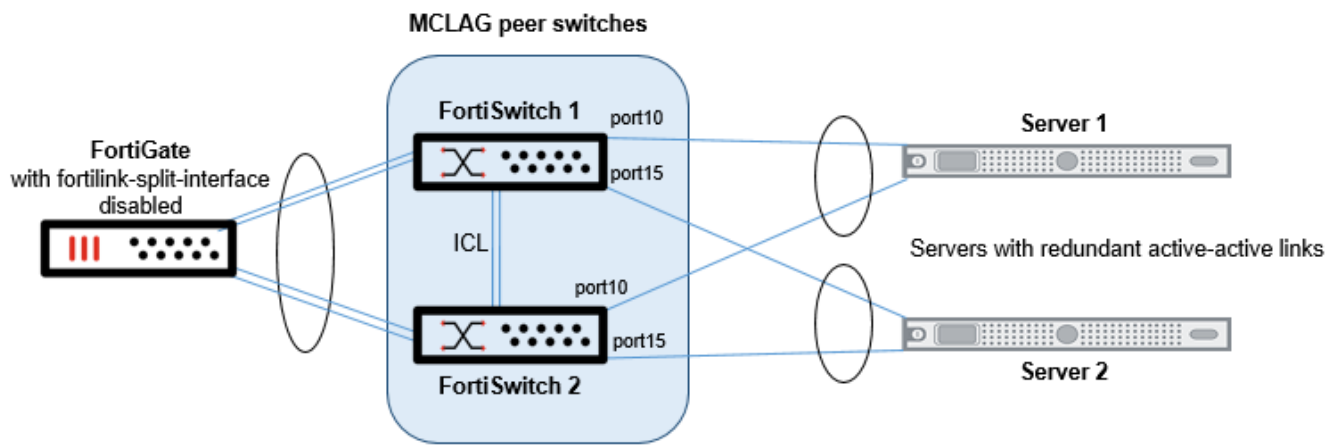 MCLAG peer switches
FortiSwitch 1
port10
port15
Server 1
FortiGate
with fortilink-split-interface
disabled
ICL
Servers with redundant active-active links
port10
port15
FortiSwitch 2
Server 2